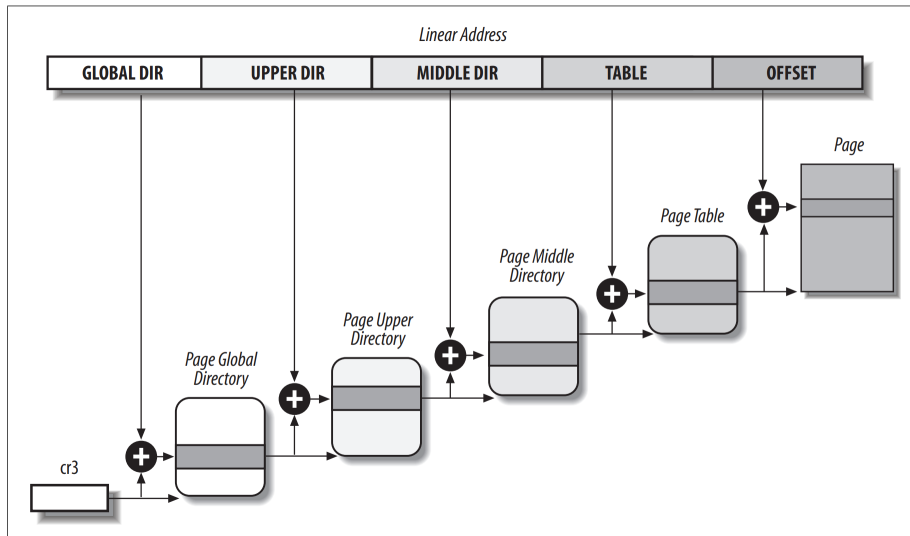 Linear Address
GLOBAL DIR
UPPER DIR
MIDDLE DIR
TABLE
OFFSET
Page
Page Table
Page Middle
Directory
Page Upper
Directory
Page Global
Directory
cr3